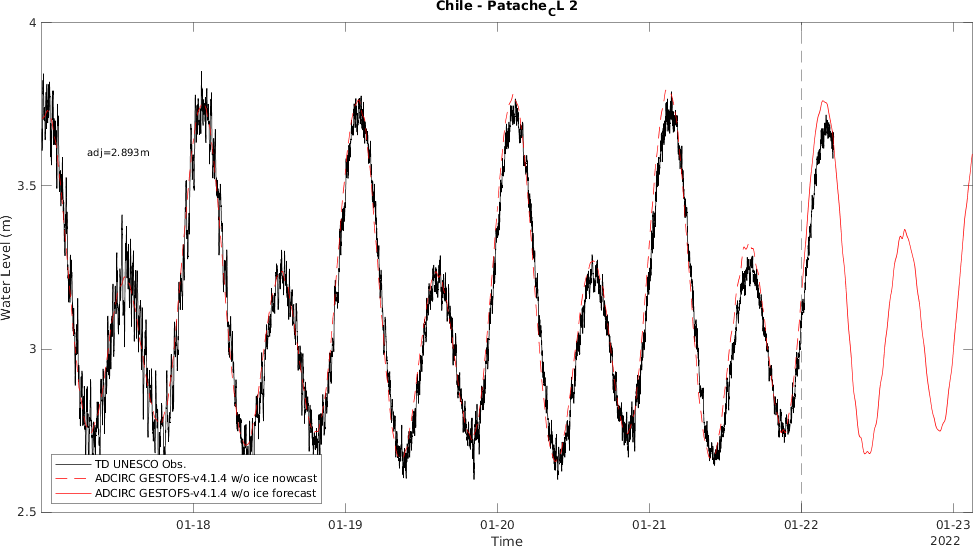 Chile - Patache_CL 2
4
adj=2.893m
3.5
Water Level (m)
3
TD UNESCO Obs.
ADCIRC GESTOFS-v4.1.4 w/o ice nowcast
ADCIRC GESTOFS-v4.1.4 w/o ice forecast
2.5
01-18 01-19 01-20 01-21 01-22 01-23
Time 2022